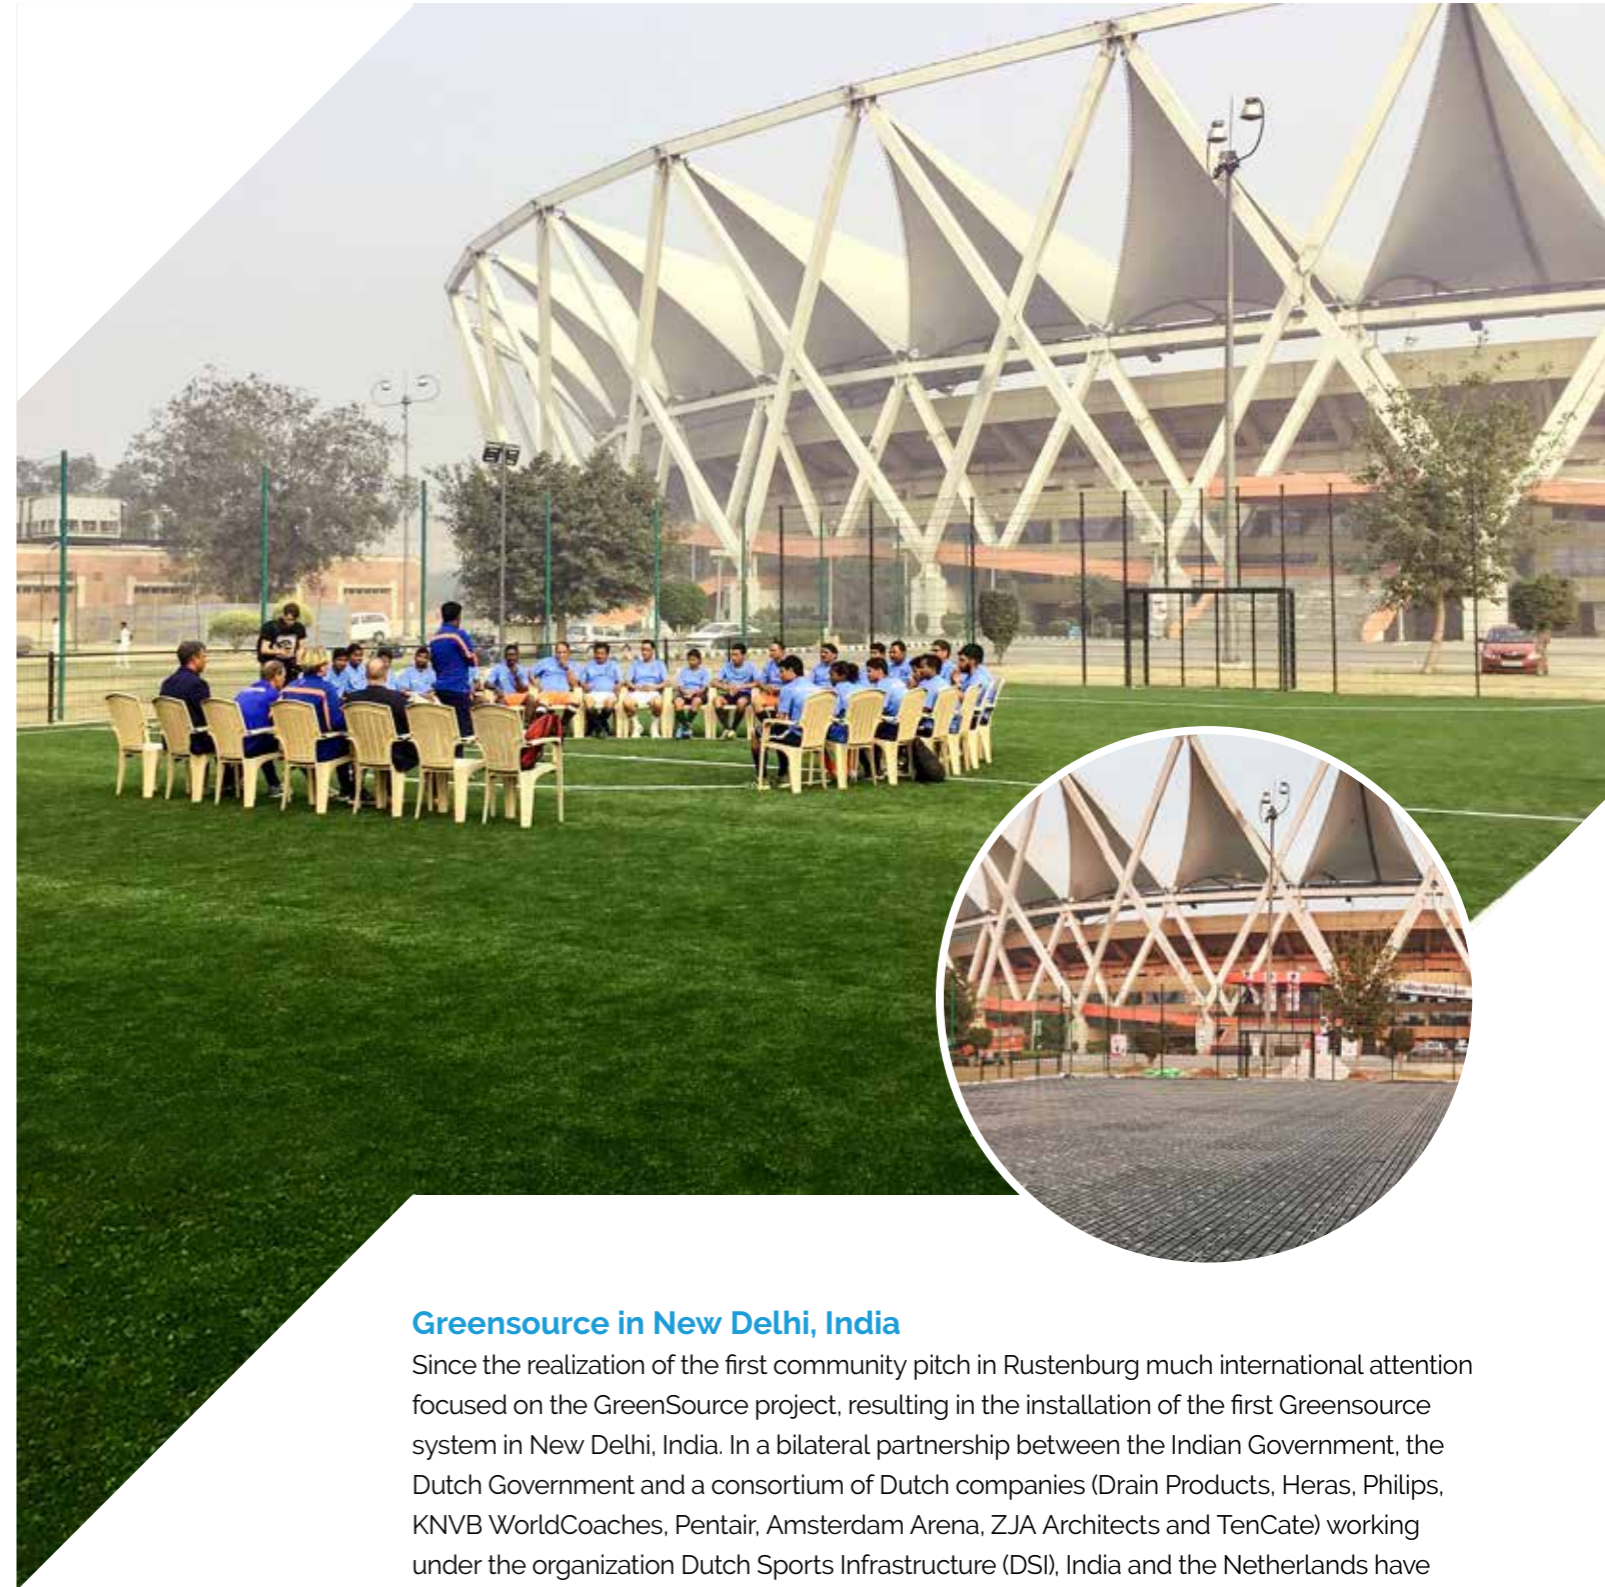 Greensource in New Delhi, India
Since the realization of the first community pitch in Rustenburg much international attention
focused on the GreenSource project, resulting in the installation of the first Greensource
system in New Delhi, India. In a bilateral partnership between the Indian Government, the
Dutch Government and a consortium of Dutch companies (Drain Products, Heras, Philips,
KNVB WorldCoaches, Pentair, Amsterdam Arena, ZJA Architects and TenCate) working
under the organization Dutch Sports Infrastructure (DSI), India and the Netherlands have